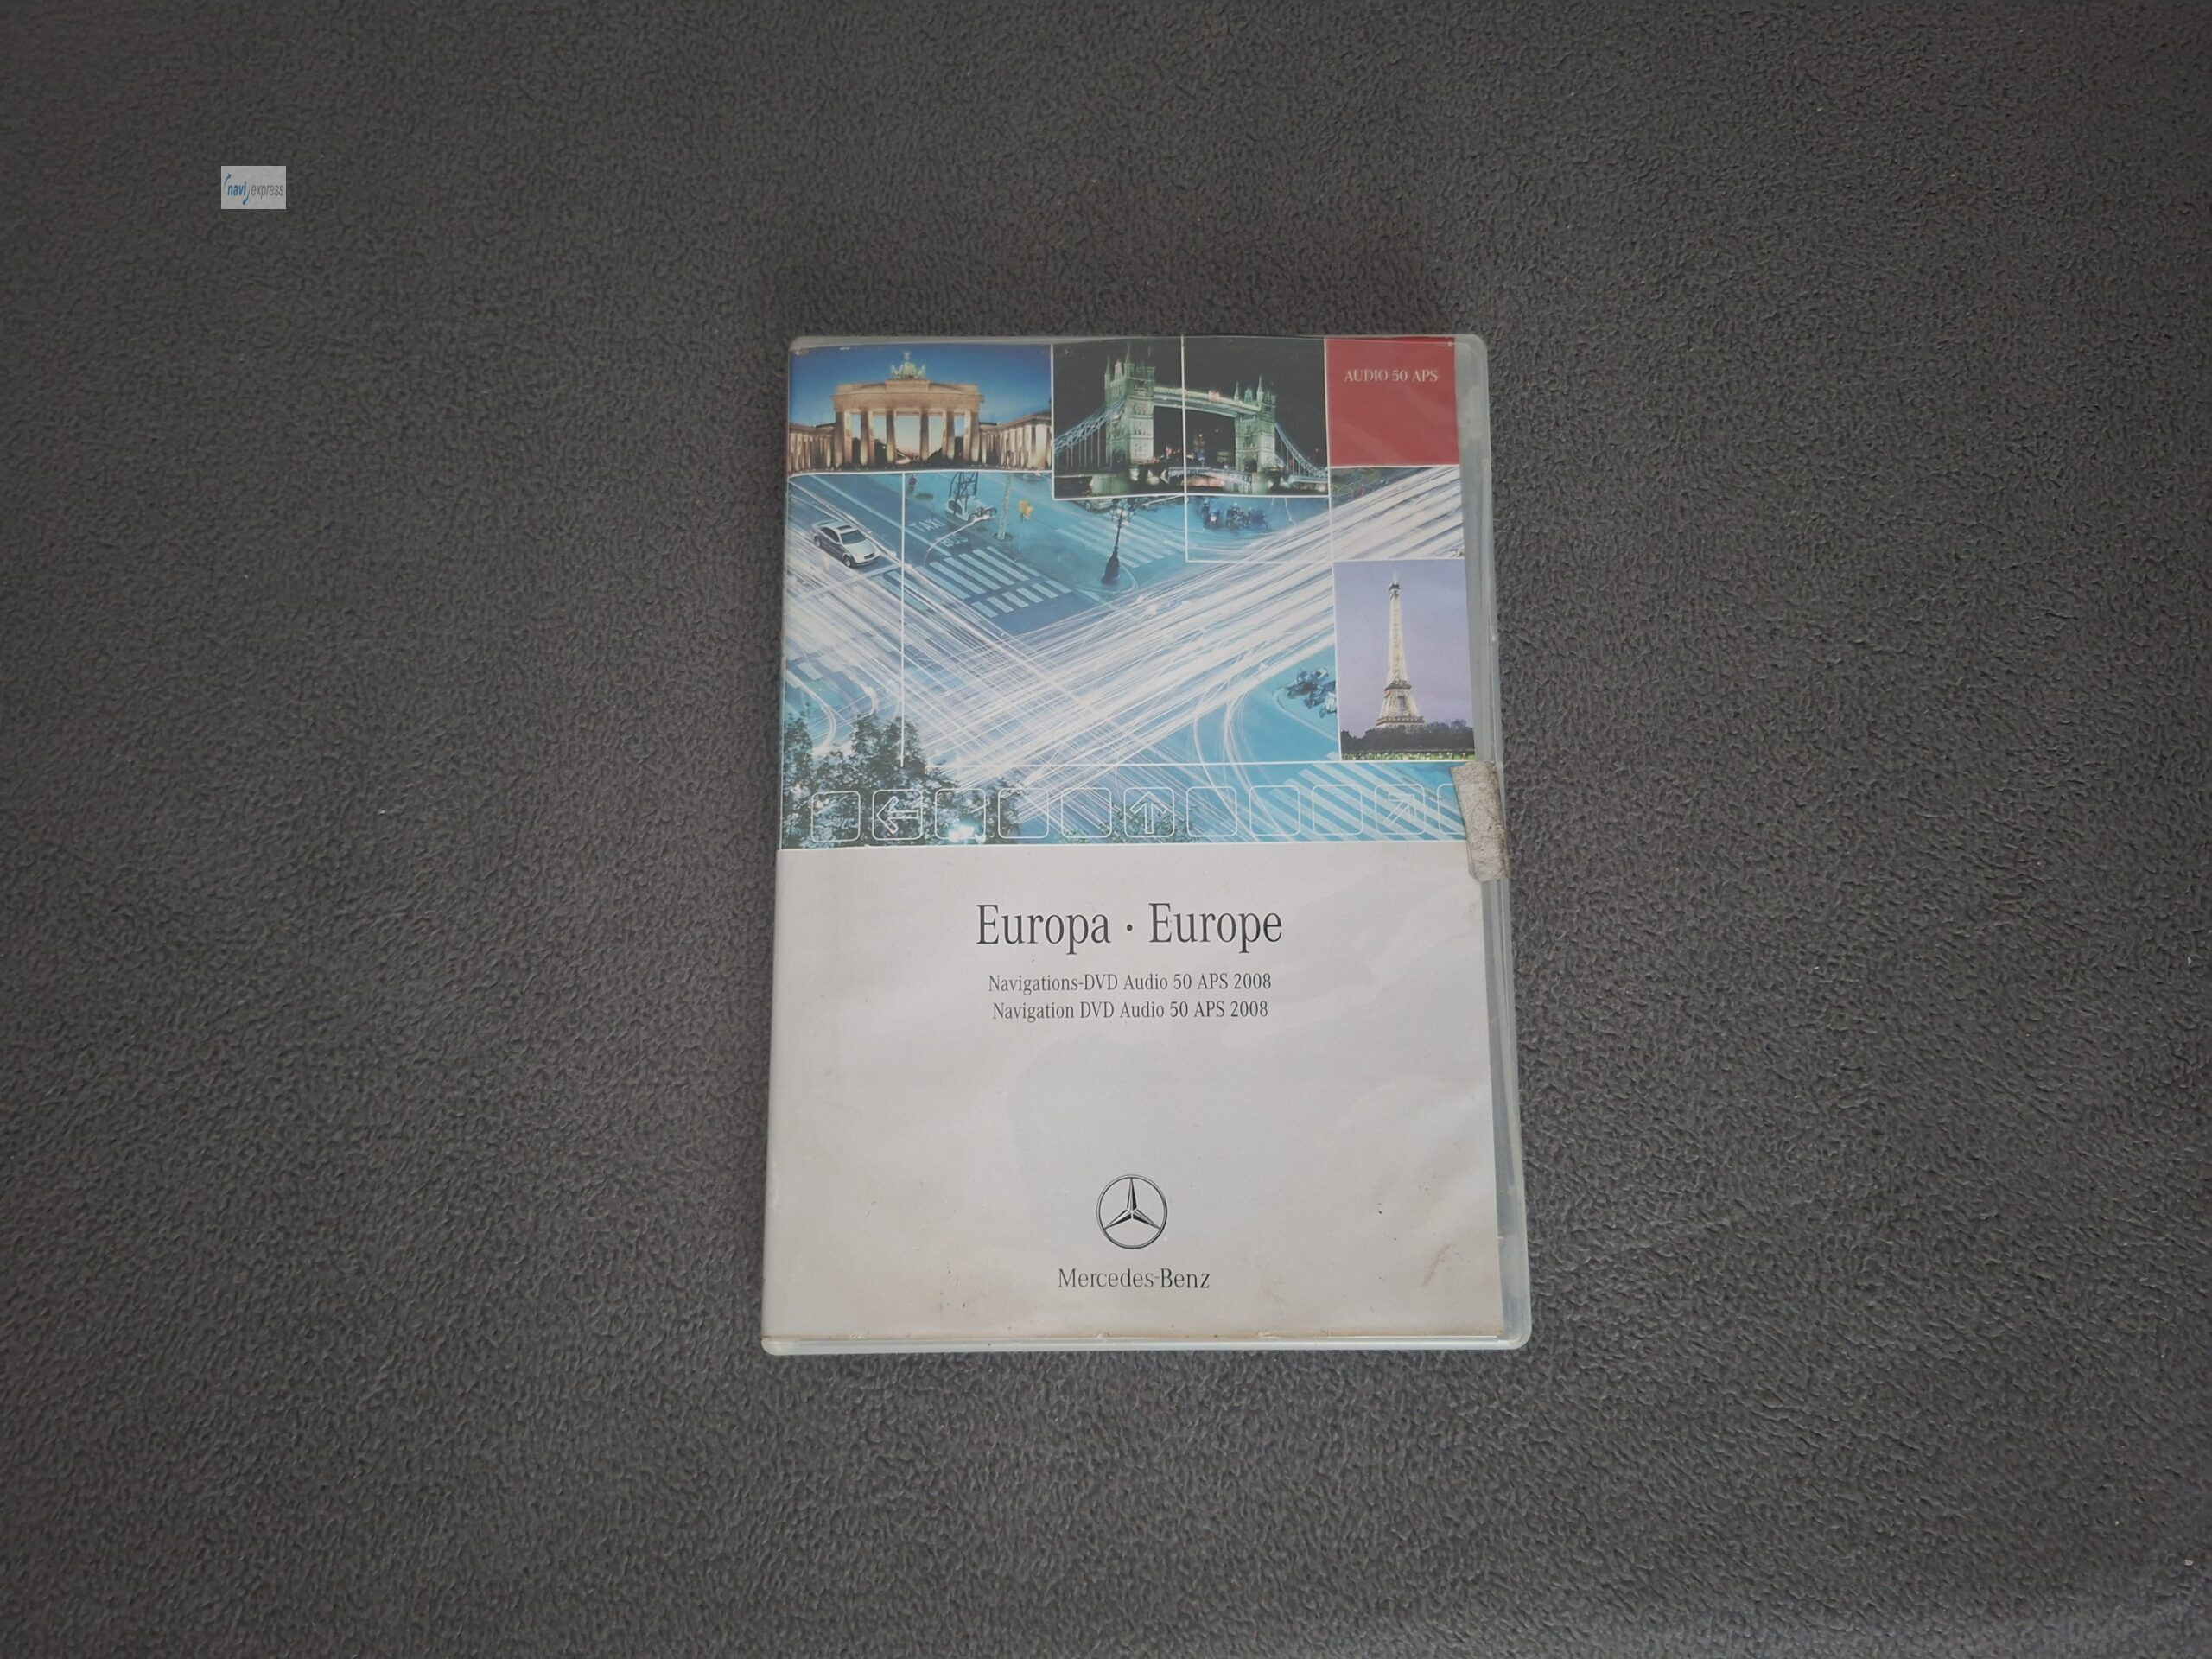 navi express
AUDIO 50 APS
TAXI
Europa · Europe
Navigations-DVD Audio 50 APS 2008
Navigation DVD Audio 50 APS 2008
Mercedes-Benz